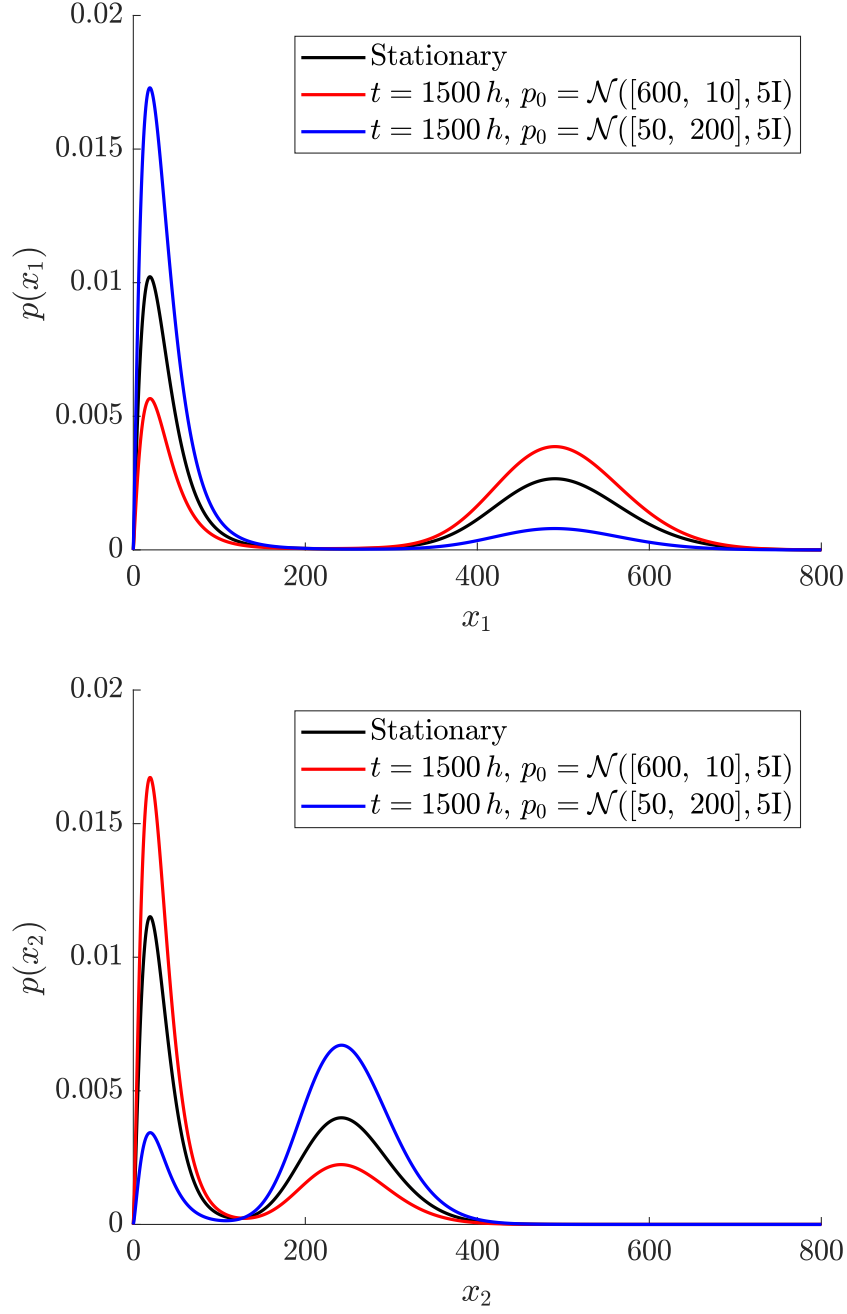 0.02
Stationary
t = 1500 h, p₀ = 𝒩([600, 10], 5I)
t = 1500 h, p₀ = 𝒩([50, 200], 5I)
0.015
0.01
0.005
0
p(x₁)
0 200 400 600 800
x₁
0.02
Stationary
t = 1500 h, p₀ = 𝒩([600, 10], 5I)
t = 1500 h, p₀ = 𝒩([50, 200], 5I)
0.015
0.01
0.005
0
p(x₂)
0 200 400 600 800
x₂